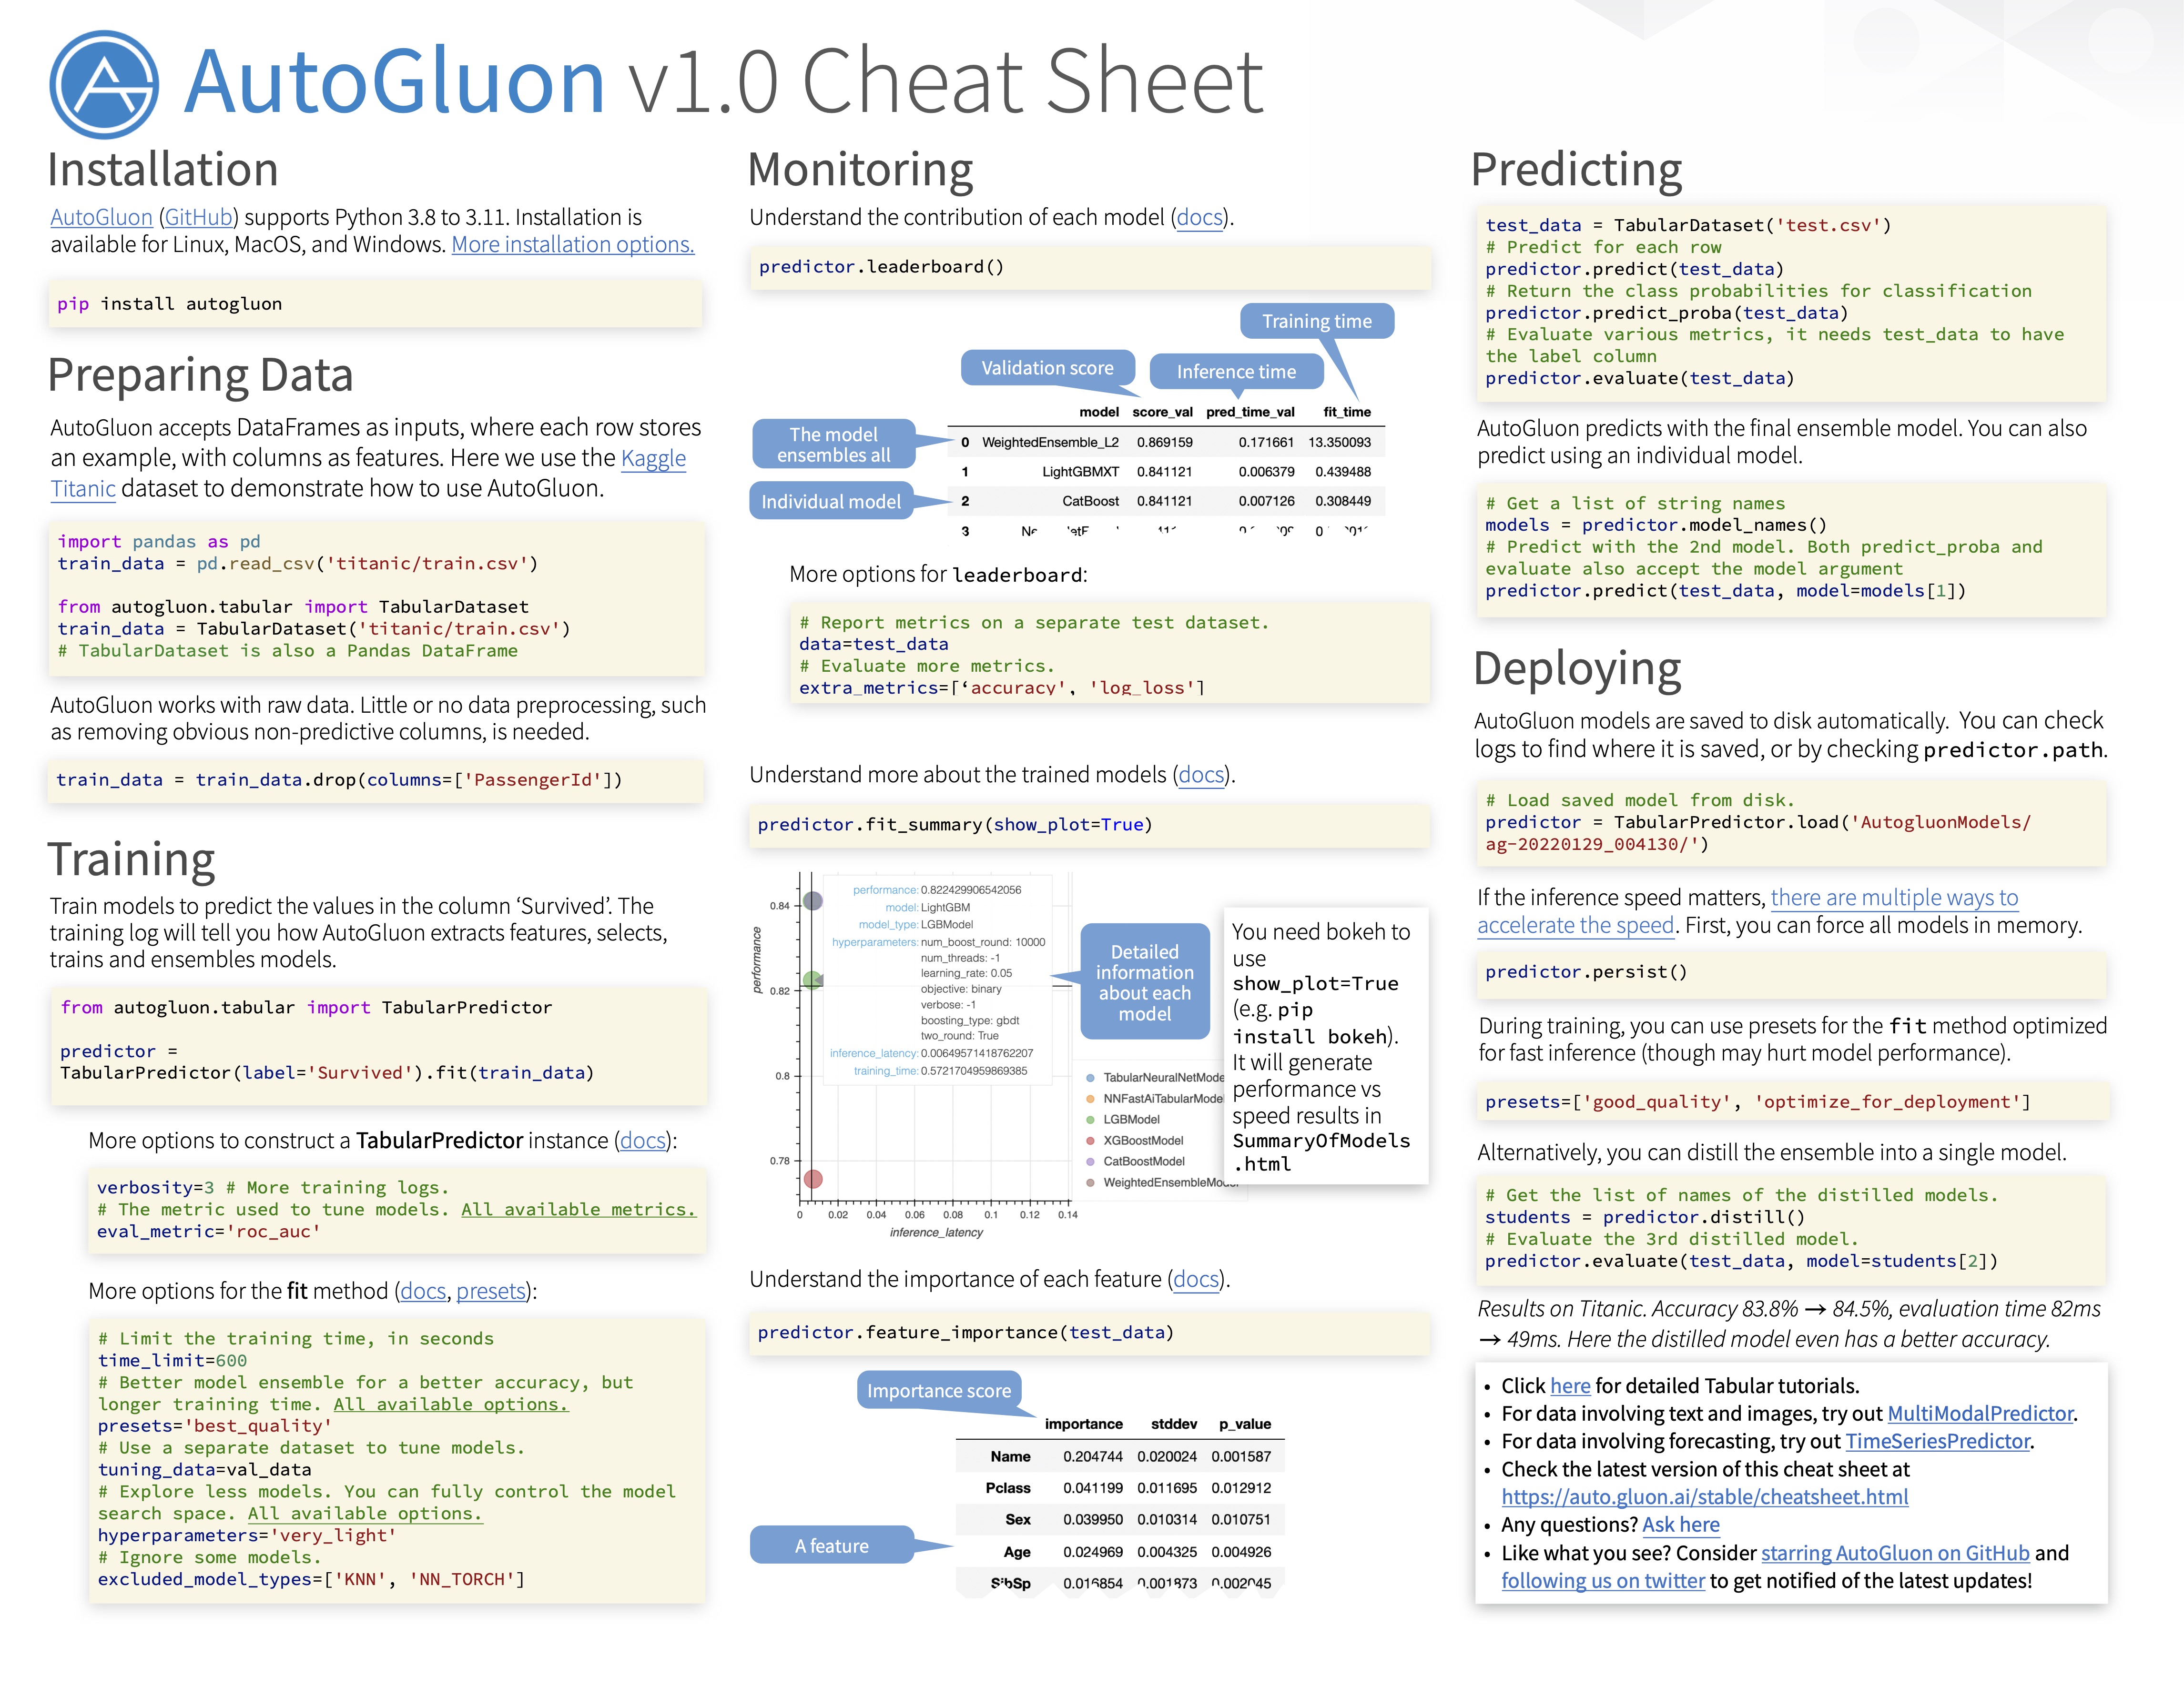 AutoGluon v1.0 Cheat Sheet
Installation
AutoGluon (GitHub) supports Python 3.8 to 3.11. Installation is
available for Linux, MacOS, and Windows. More installation options.
pip install autogluon
Preparing Data
AutoGluon accepts DataFrames as inputs, where each row stores
an example, with columns as features. Here we use the Kaggle
Titanic dataset to demonstrate how to use AutoGluon.
import pandas as pd
train_data = pd.read_csv('titanic/train.csv')
from autogluon.tabular import TabularDataset
train_data = TabularDataset('titanic/train.csv')
# TabularDataset is also a Pandas DataFrame
AutoGluon works with raw data. Little or no data preprocessing, such
as removing obvious non-predictive columns, is needed.
train_data = train_data.drop(columns=['PassengerId'])
Training
Train models to predict the values in the column ‘Survived’. The
training log will tell you how AutoGluon extracts features, selects,
trains and ensembles models.
from autogluon.tabular import TabularPredictor
predictor =
TabularPredictor(label='Survived').fit(train_data)
More options to construct a TabularPredictor instance (docs):
verbosity=3 # More training logs.
# The metric used to tune models. All available metrics.
eval_metric='roc_auc'
More options for the fit method (docs, presets):
# Limit the training time, in seconds
time_limit=600
# Better model ensemble for a better accuracy, but
longer training time. All available options.
presets='best_quality'
# Use a separate dataset to tune models.
tuning_data=val_data
# Explore less models. You can fully control the model
search space. All available options.
hyperparameters='very_light'
# Ignore some models.
excluded_model_types=['KNN', 'NN_TORCH']
Monitoring
Understand the contribution of each model (docs).
predictor.leaderboard()
Training time
Validation score
Inference time
model score_val pred_time_val fit_time
The model
ensembles all
0 WeightedEnsemble_L2 0.869159 0.171661 13.350093
1 LightGBMXT 0.841121 0.006379 0.439488
Individual model
2 CatBoost 0.841121 0.007126 0.308449
3
More options for leaderboard:
# Report metrics on a separate test dataset.
data=test_data
# Evaluate more metrics.
extra_metrics=[‘accuracy', 'log_loss']
Understand more about the trained models (docs).
predictor.fit_summary(show_plot=True)
performance
0.84
0.82
0.8
0.78
performance: 0.822429906542056
model: LightGBM
model_type: LGBModel
hyperparameters: num_boost_round: 10000
num_threads: -1
learning_rate: 0.05
objective: binary
verbose: -1
boosting_type: gbdt
two_round: True
inference_latency: 0.00649571418762207
training_time: 0.5721704959869385
Detailed
information
about each
model
TabularNeuralNetMode
NNFastAiTabularMode
LGBModel
XGBoostModel
CatBoostModel
WeightedEnsembleModel
0 0.02 0.04 0.06 0.08 0.1 0.12 0.14
inference_latency
You need bokeh to
use
show_plot=True
(e.g. pip
install bokeh).
It will generate
performance vs
speed results in
SummaryOfModels
.html
Understand the importance of each feature (docs).
predictor.feature_importance(test_data)
Importance score
importance stddev p_value
Name 0.204744 0.020024 0.001587
Pclass 0.041199 0.011695 0.012912
Sex 0.039950 0.010314 0.010751
A feature
Age 0.024969 0.004325 0.004926
SibSp 0.016854 0.001873 0.002045
Predicting
test_data = TabularDataset('test.csv')
# Predict for each row
predictor.predict(test_data)
# Return the class probabilities for classification
predictor.predict_proba(test_data)
# Evaluate various metrics, it needs test_data to have
the label column
predictor.evaluate(test_data)
AutoGluon predicts with the final ensemble model. You can also
predict using an individual model.
# Get a list of string names
models = predictor.model_names()
# Predict with the 2nd model. Both predict_proba and
evaluate also accept the model argument
predictor.predict(test_data, model=models[1])
Deploying
AutoGluon models are saved to disk automatically. You can check
logs to find where it is saved, or by checking predictor.path.
# Load saved model from disk.
predictor = TabularPredictor.load('AutogluonModels/
ag-20220129_004130/')
If the inference speed matters, there are multiple ways to
accelerate the speed. First, you can force all models in memory.
predictor.persist()
During training, you can use presets for the fit method optimized
for fast inference (though may hurt model performance).
presets=['good_quality', 'optimize_for_deployment']
Alternatively, you can distill the ensemble into a single model.
# Get the list of names of the distilled models.
students = predictor.distill()
# Evaluate the 3rd distilled model.
predictor.evaluate(test_data, model=students[2])
Results on Titanic. Accuracy 83.8% → 84.5%, evaluation time 82ms
→ 49ms. Here the distilled model even has a better accuracy.
• Click here for detailed Tabular tutorials.
• For data involving text and images, try out MultiModalPredictor.
• For data involving forecasting, try out TimeSeriesPredictor.
• Check the latest version of this cheat sheet at
https://auto.gluon.ai/stable/cheatsheet.html
• Any questions? Ask here
• Like what you see? Consider starring AutoGluon on GitHub and
following us on twitter to get notified of the latest updates!